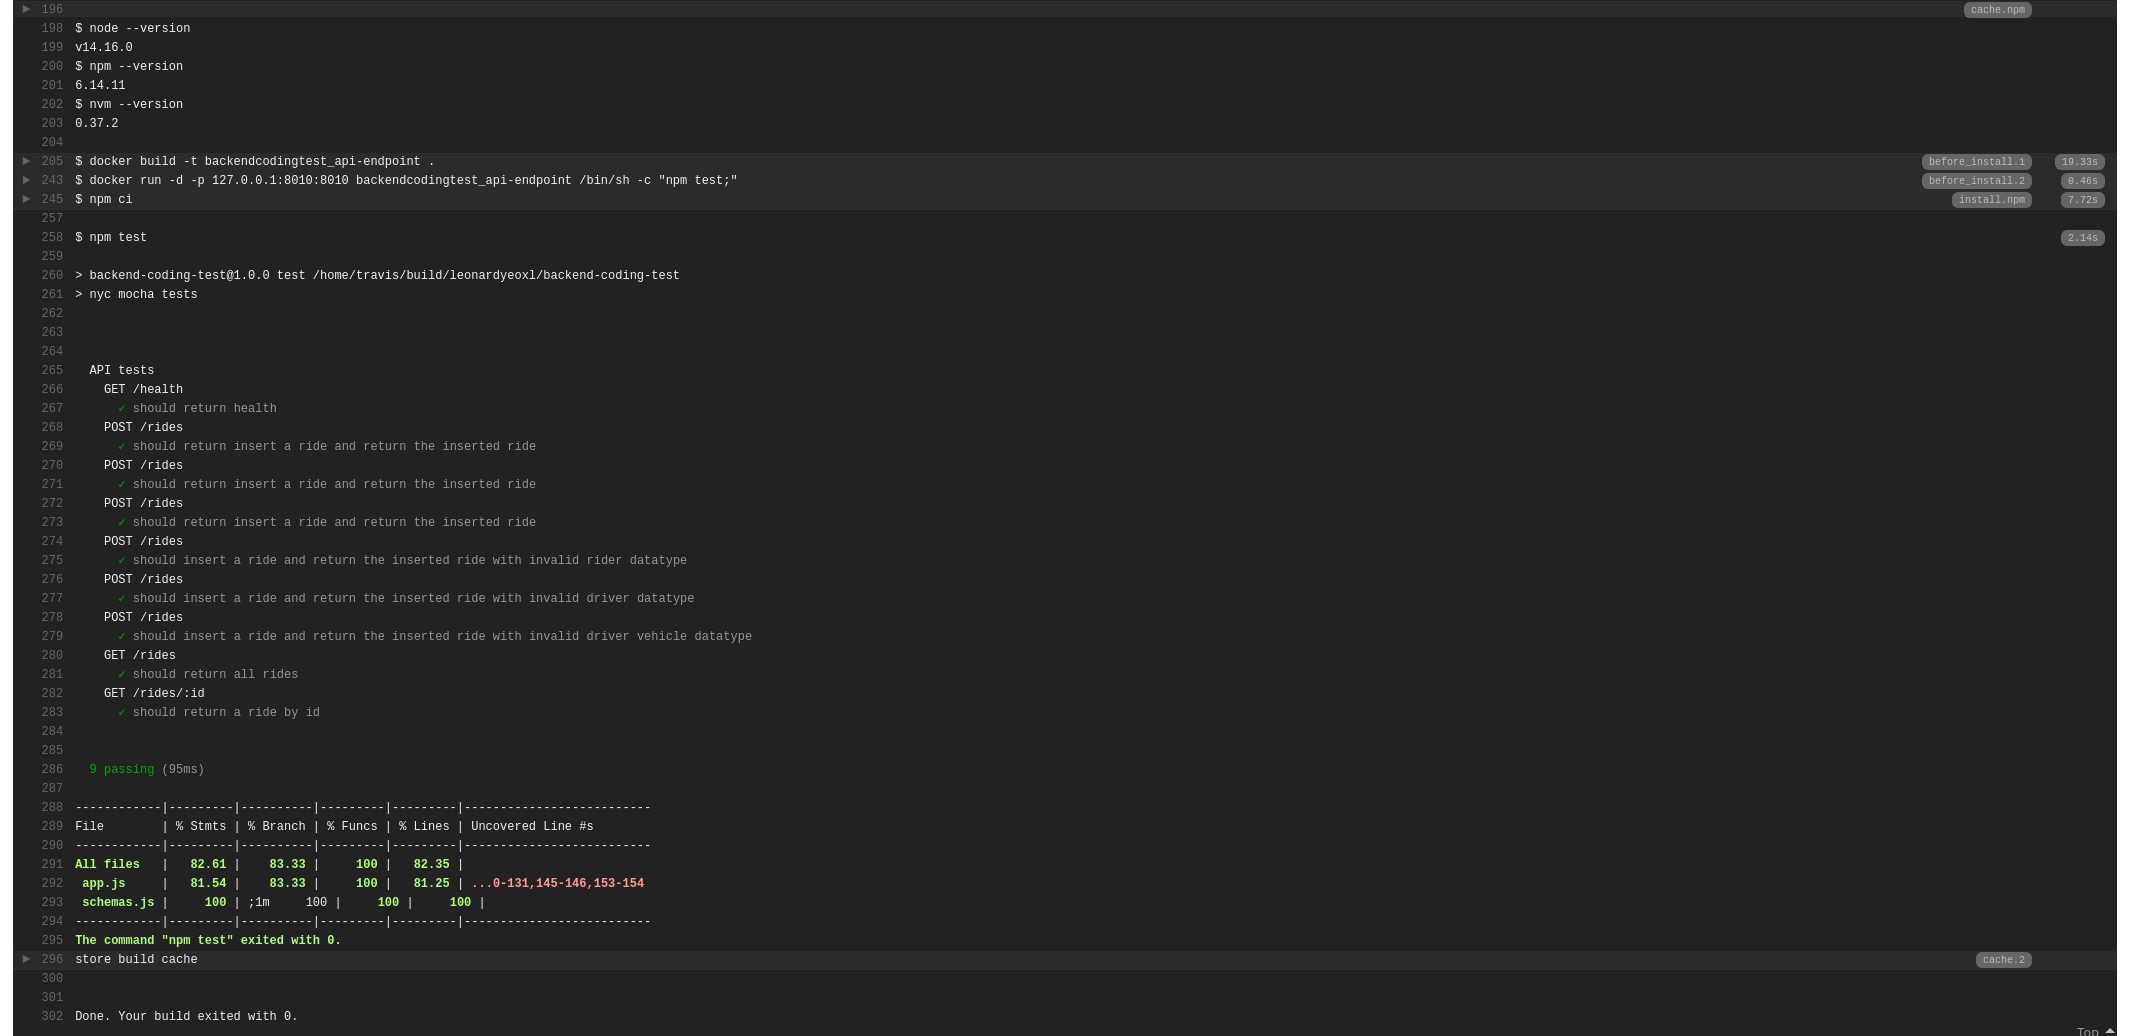 196 cache.npm
198 $ node --version
199 v14.16.0
200 $ npm --version
201 6.14.11
202 $ nvm --version
203 0.37.2
204
205 $ docker build -t backendcodingtest_api-endpoint . before_install.1 19.33s
243 $ docker run -d -p 127.0.0.1:8010:8010 backendcodingtest_api-endpoint /bin/sh -c "npm test;" before_install.2 0.46s
245 $ npm ci install.npm 7.72s
257
258 $ npm test 2.14s
259
260 > backend-coding-test@1.0.0 test /home/travis/build/leonardyeoxl/backend-coding-test
261 > nyc mocha tests
262
263
264
265   API tests
266     GET /health
267       ✓ should return health
268     POST /rides
269       ✓ should return insert a ride and return the inserted ride
270     POST /rides
271       ✓ should return insert a ride and return the inserted ride
272     POST /rides
273       ✓ should return insert a ride and return the inserted ride
274     POST /rides
275       ✓ should insert a ride and return the inserted ride with invalid rider datatype
276     POST /rides
277       ✓ should insert a ride and return the inserted ride with invalid driver datatype
278     POST /rides
279       ✓ should insert a ride and return the inserted ride with invalid driver vehicle datatype
280     GET /rides
281       ✓ should return all rides
282     GET /rides/:id
283       ✓ should return a ride by id
284
285
286   9 passing (95ms)
287
288 ------------|---------|----------|---------|---------|--------------------------
289 File        | % Stmts | % Branch | % Funcs | % Lines | Uncovered Line #s
290 ------------|---------|----------|---------|---------|--------------------------
291 All files   |   82.61 |    83.33 |     100 |   82.35 |
292  app.js     |   81.54 |    83.33 |     100 |   81.25 | ...0-131,145-146,153-154
293  schemas.js |     100 | ;1m     100 |     100 |     100 |
294 ------------|---------|----------|---------|---------|--------------------------
295 The command "npm test" exited with 0.
296 store build cache cache.2
300
301
302 Done. Your build exited with 0.
Top